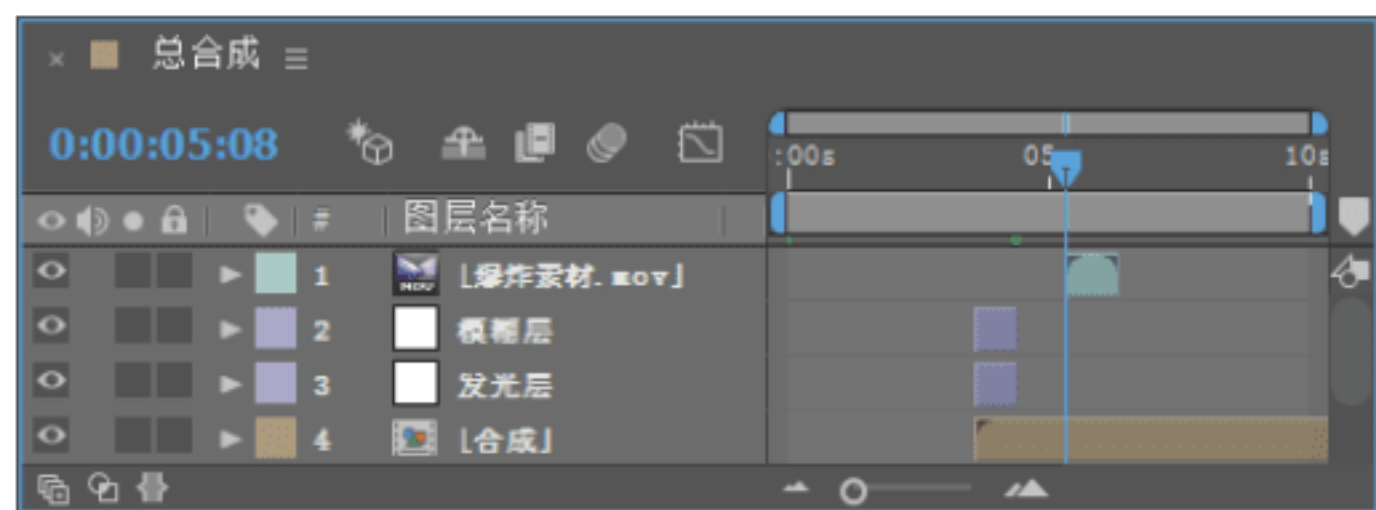 × 总合成 ≡
0:00:05:08
:00s 05 10s
# 图层名称
1 [爆炸素材.mov]
2 模糊层
3 发光层
4 [合成]